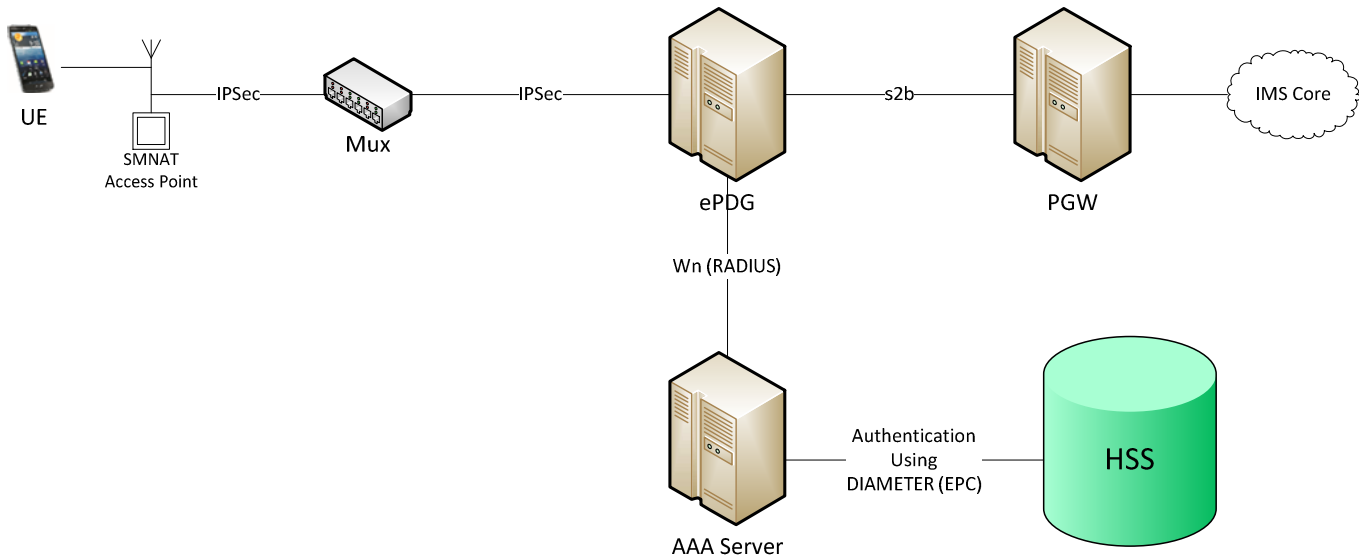 UE
IPSec
IPSec
s2b
IMS Core
Mux
SMNAT
Access Point
ePDG
PGW
Wn (RADIUS)
Authentication
Using
DIAMETER (EPC)
HSS
AAA Server